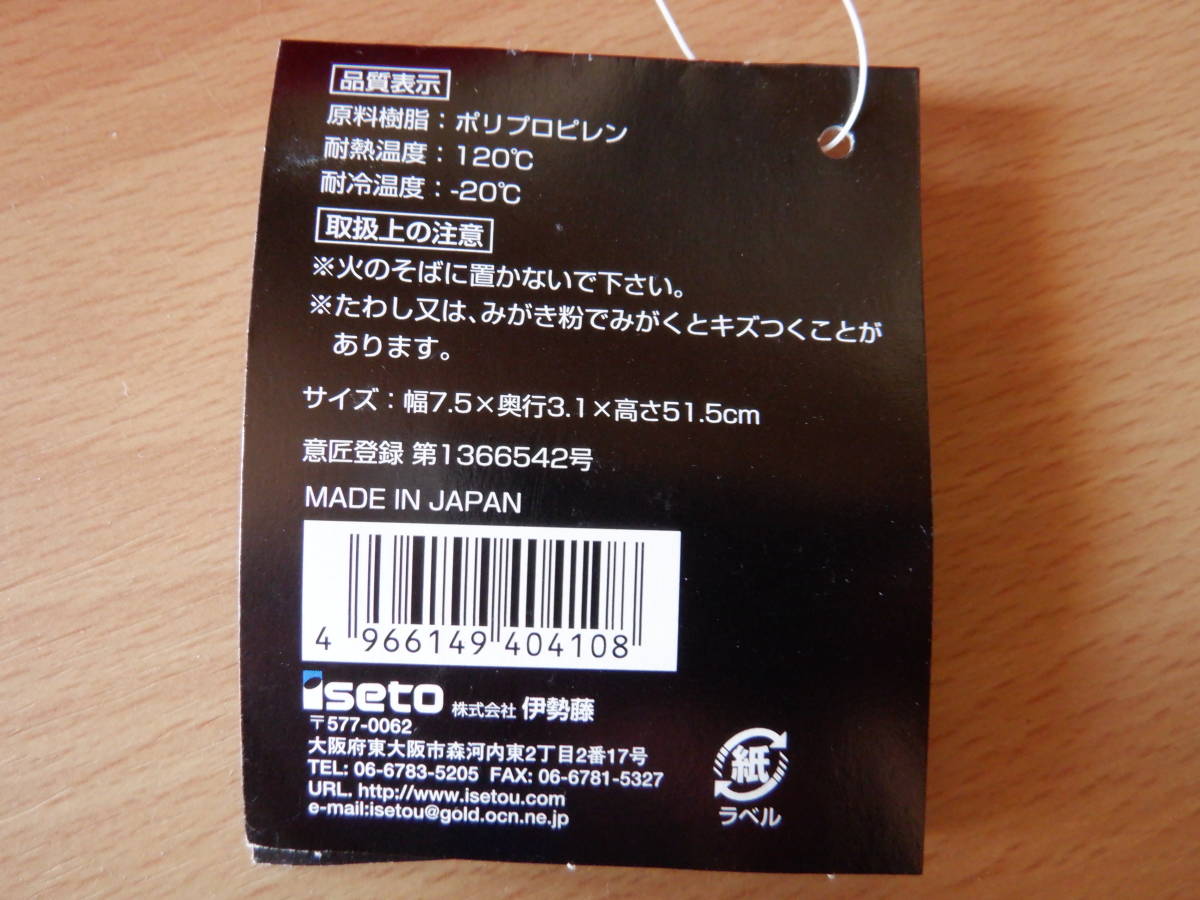 品質表示
原料樹脂：ポリプロピレン
耐熱温度：120℃
耐冷温度：-20℃
取扱上の注意
※火のそばに置かないで下さい。
※たわし又は、みがき粉でみがくとキズつくことが
あります。
サイズ：幅7.5×奥行3.1×高さ51.5cm
意匠登録 第1366542号
MADE IN JAPAN
4 966149 404108
iseto 株式会社 伊勢藤
〒577-0062
大阪府東大阪市森河内東2丁目2番17号
TEL: 06-6783-5205 FAX: 06-6781-5327
URL. http://www.isetou.com
e-mail:isetou@gold.ocn.ne.jp
紙
ラベル